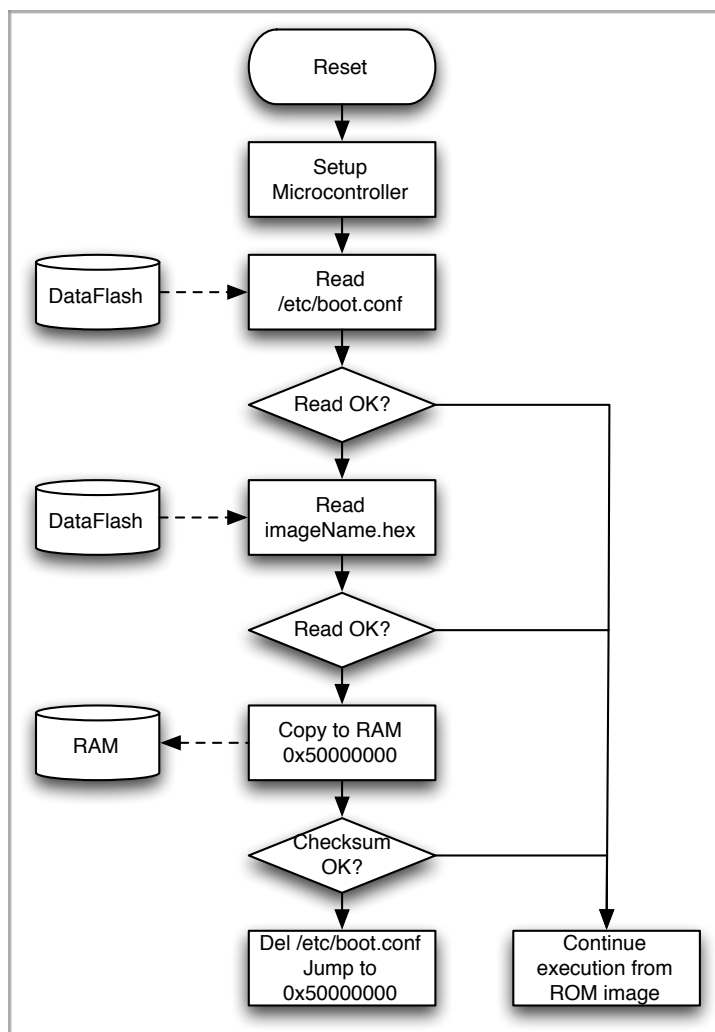 Reset
Setup
Microcontroller
DataFlash
Read
/etc/boot.conf
Read OK?
DataFlash
Read
imageName.hex
Read OK?
RAM
Copy to RAM
0x50000000
Checksum
OK?
Del /etc/boot.conf
Jump to
0x50000000
Continue
execution from
ROM image